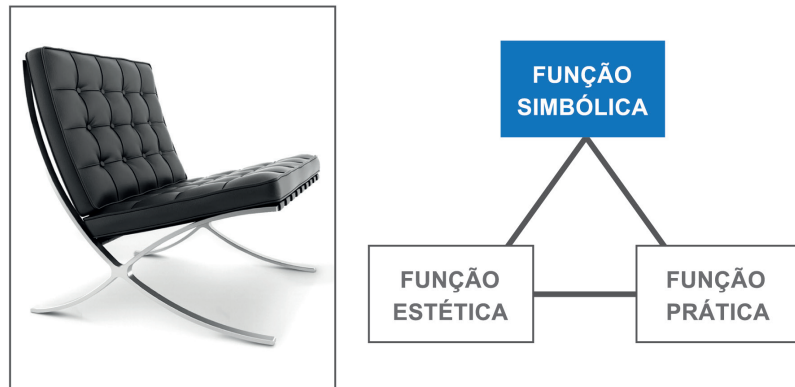 FUNÇÃO
SIMBÓLICA
FUNÇÃO
ESTÉTICA
FUNÇÃO
PRÁTICA